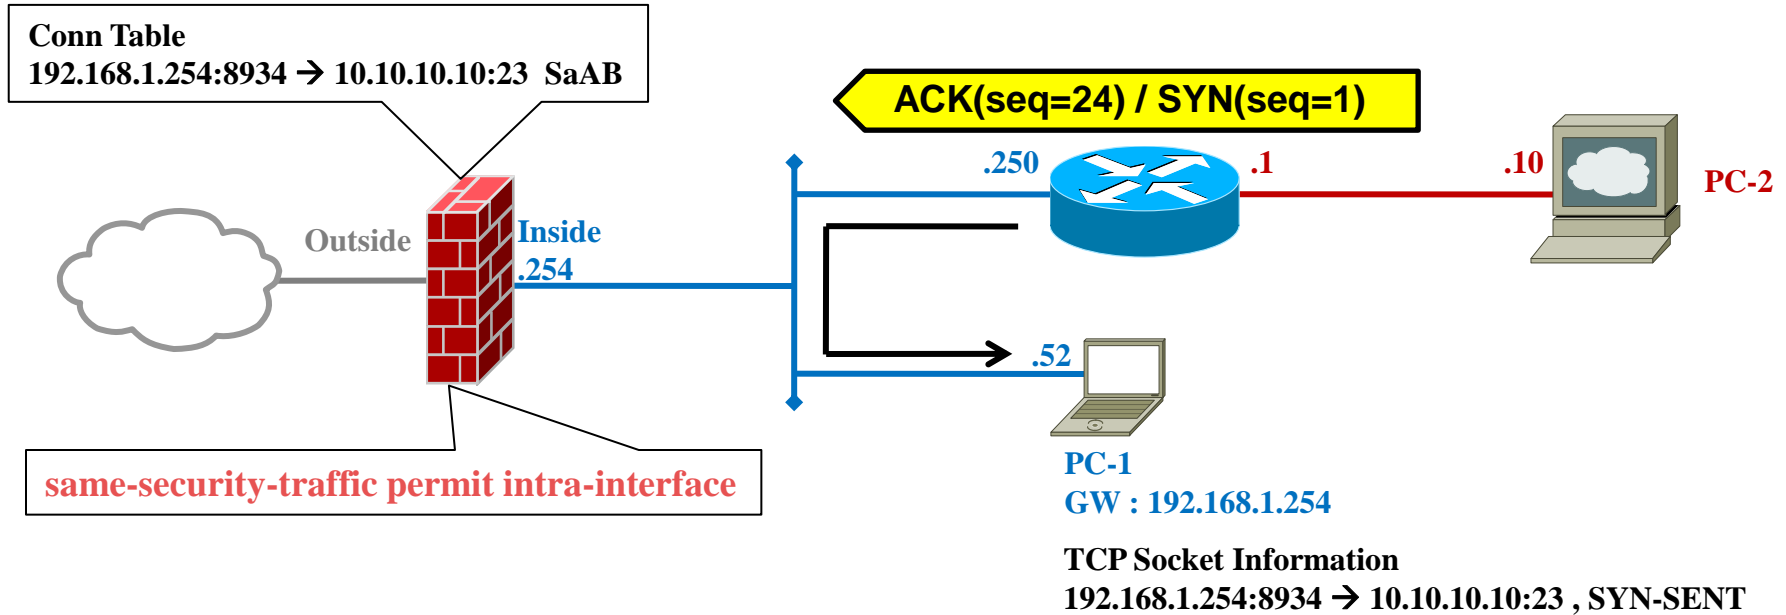 Conn Table
192.168.1.254:8934 → 10.10.10.10:23 SaAB
ACK(seq=24) / SYN(seq=1)
.250
.1
.10
PC-2
Outside
Inside
.254
.52
same-security-traffic permit intra-interface
PC-1
GW : 192.168.1.254
TCP Socket Information
192.168.1.254:8934 → 10.10.10.10:23 , SYN-SENT